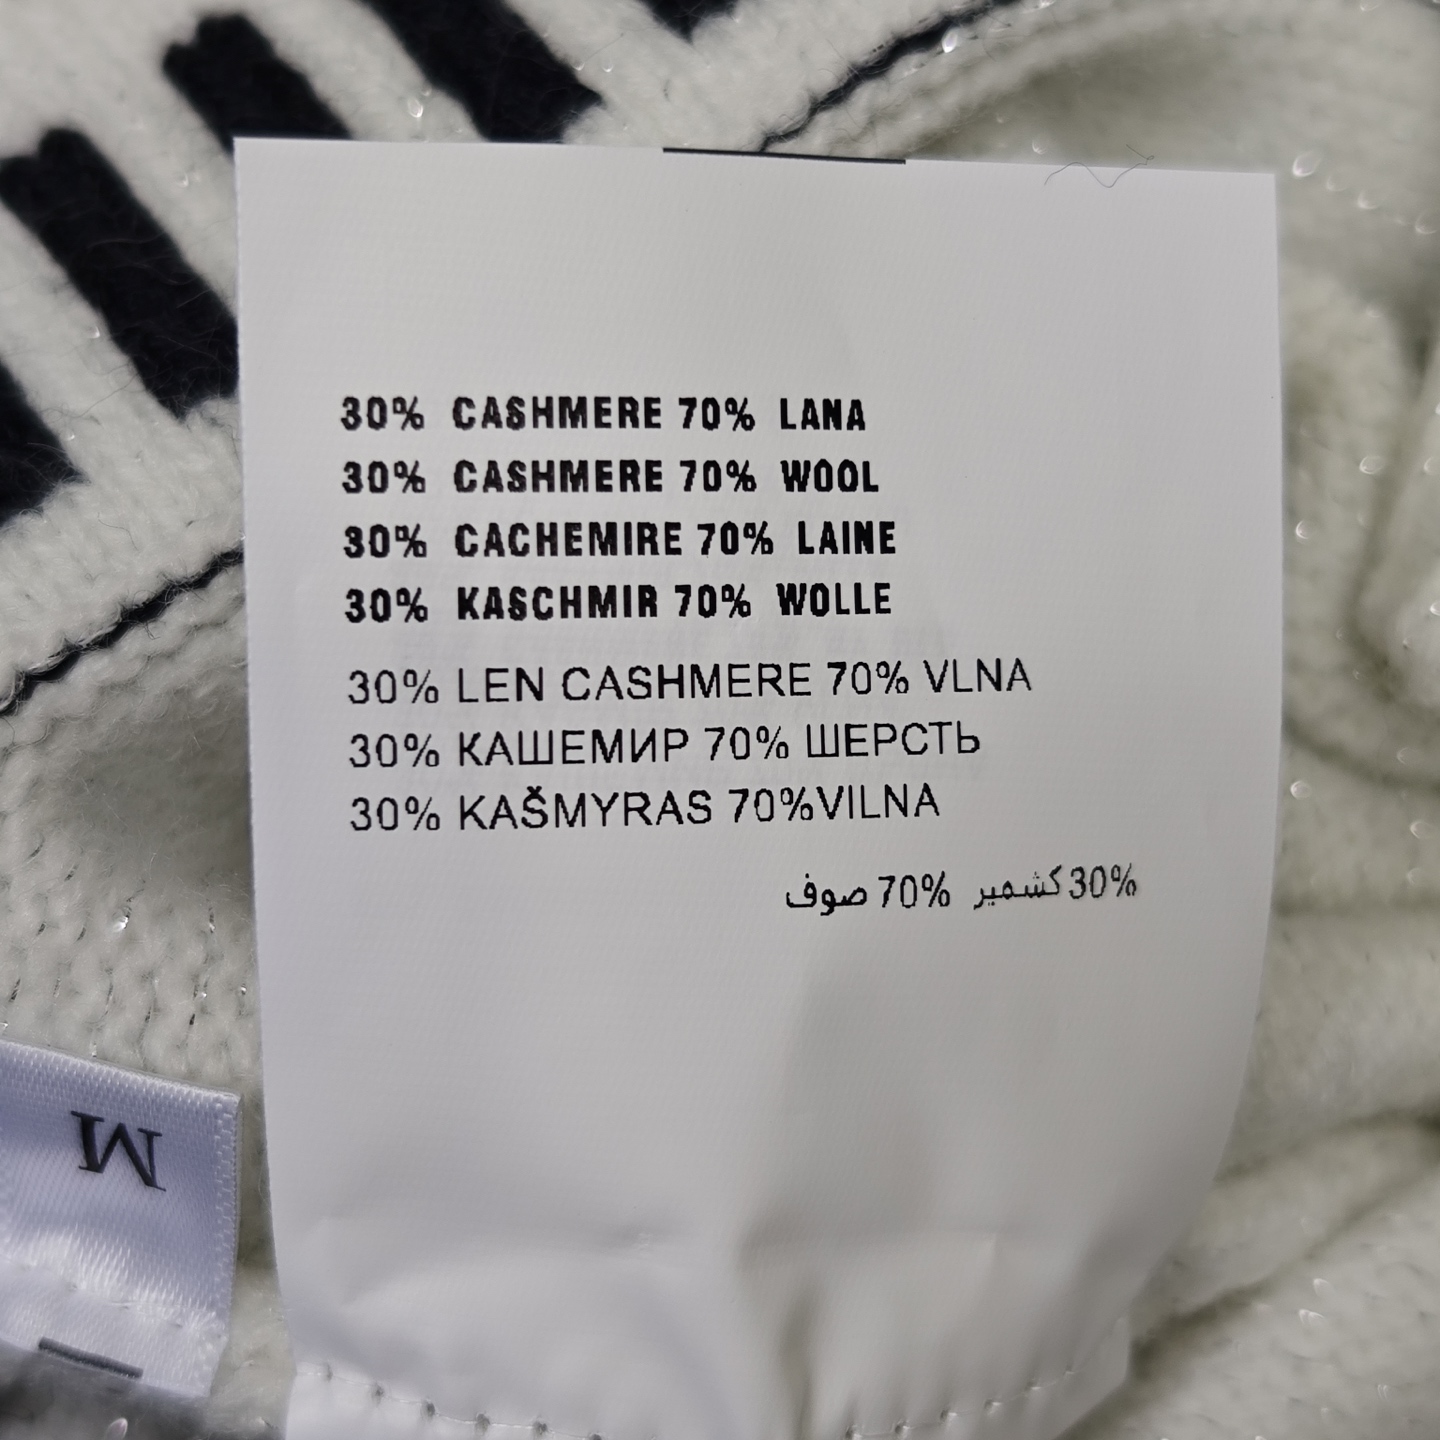 30% CASHMERE 70% LANA
30% CASHMERE 70% WOOL
30% CACHEMIRE 70% LAINE
30% KASCHMIR 70% WOLLE
30% LEN CASHMERE 70% VLNA
30% КАШЕМИР 70% ШЕРСТЬ
30% KAŠMYRAS 70%VILNA
30%كشمير 70% صوف
M